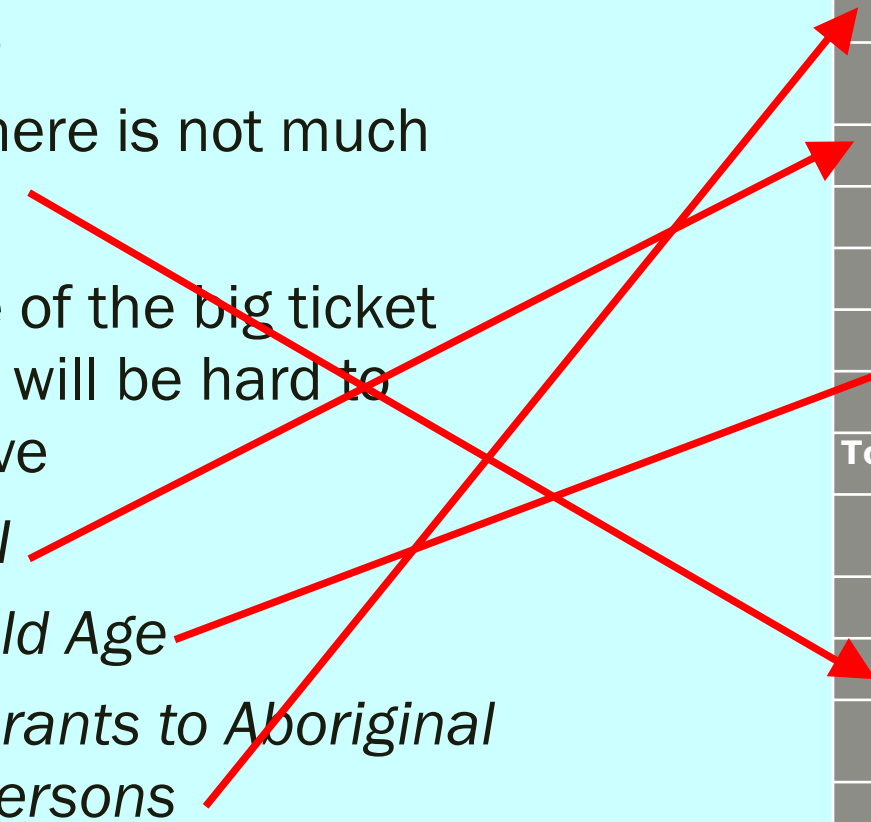 here is not much
of the big ticket
will be hard to
ve
ld Age
rants to Aboriginal
ersons
To